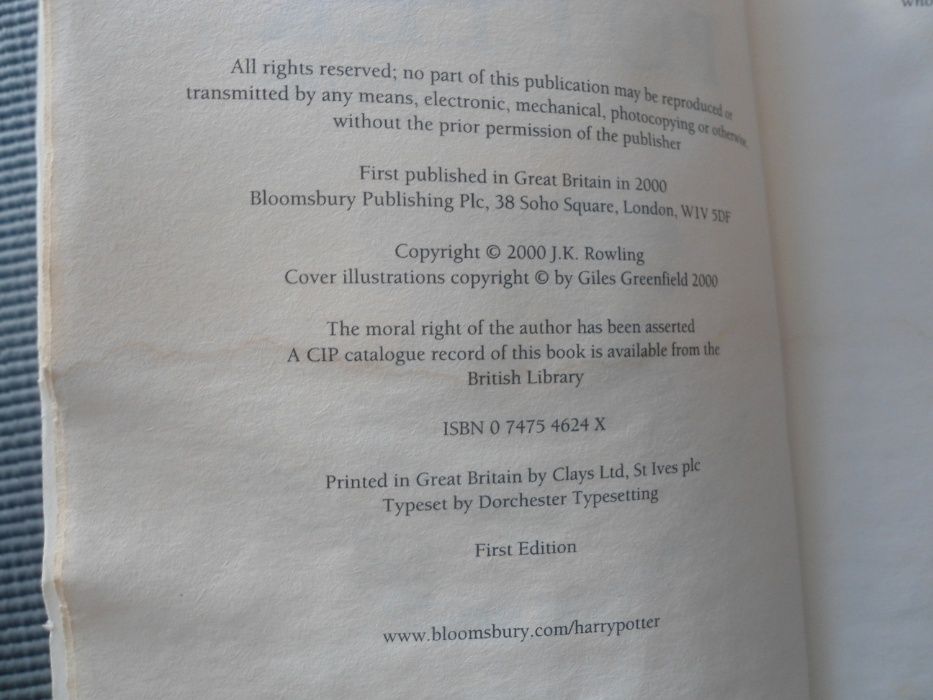 who
All rights reserved; no part of this publication may be reproduced or
transmitted by any means, electronic, mechanical, photocopying or otherwise,
without the prior permission of the publisher
First published in Great Britain in 2000
Bloomsbury Publishing Plc, 38 Soho Square, London, W1V 5DF
Copyright © 2000 J.K. Rowling
Cover illustrations copyright © by Giles Greenfield 2000
The moral right of the author has been asserted
A CIP catalogue record of this book is available from the
British Library
ISBN 0 7475 4624 X
Printed in Great Britain by Clays Ltd, St Ives plc
Typeset by Dorchester Typesetting
First Edition
www.bloomsbury.com/harrypotter